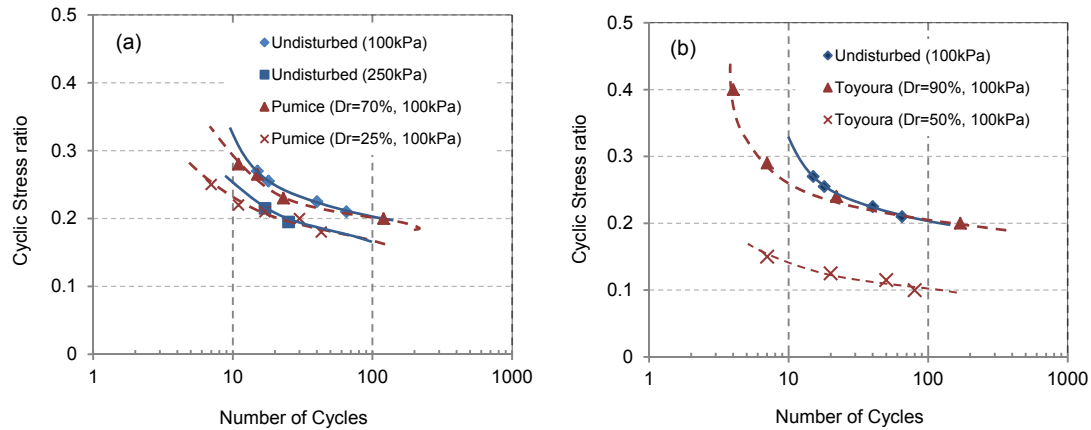 (a)
Undisturbed (100kPa)
Undisturbed (250kPa)
Pumice (Dr=70%, 100kPa)
Pumice (Dr=25%, 100kPa)
0.5
0.4
0.3
0.2
0.1
0
Cyclic Stress ratio
1
10
100
1000
Number of Cycles
(b)
Undisturbed (100kPa)
Toyoura (Dr=90%, 100kPa)
Toyoura (Dr=50%, 100kPa)
0.5
0.4
0.3
0.2
0.1
0
Cyclic Stress ratio
1
10
100
1000
Number of Cycles